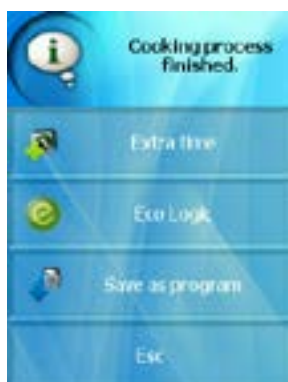 Cooking process
finished.
Extra time
Eco Logic
Save as program
Esc